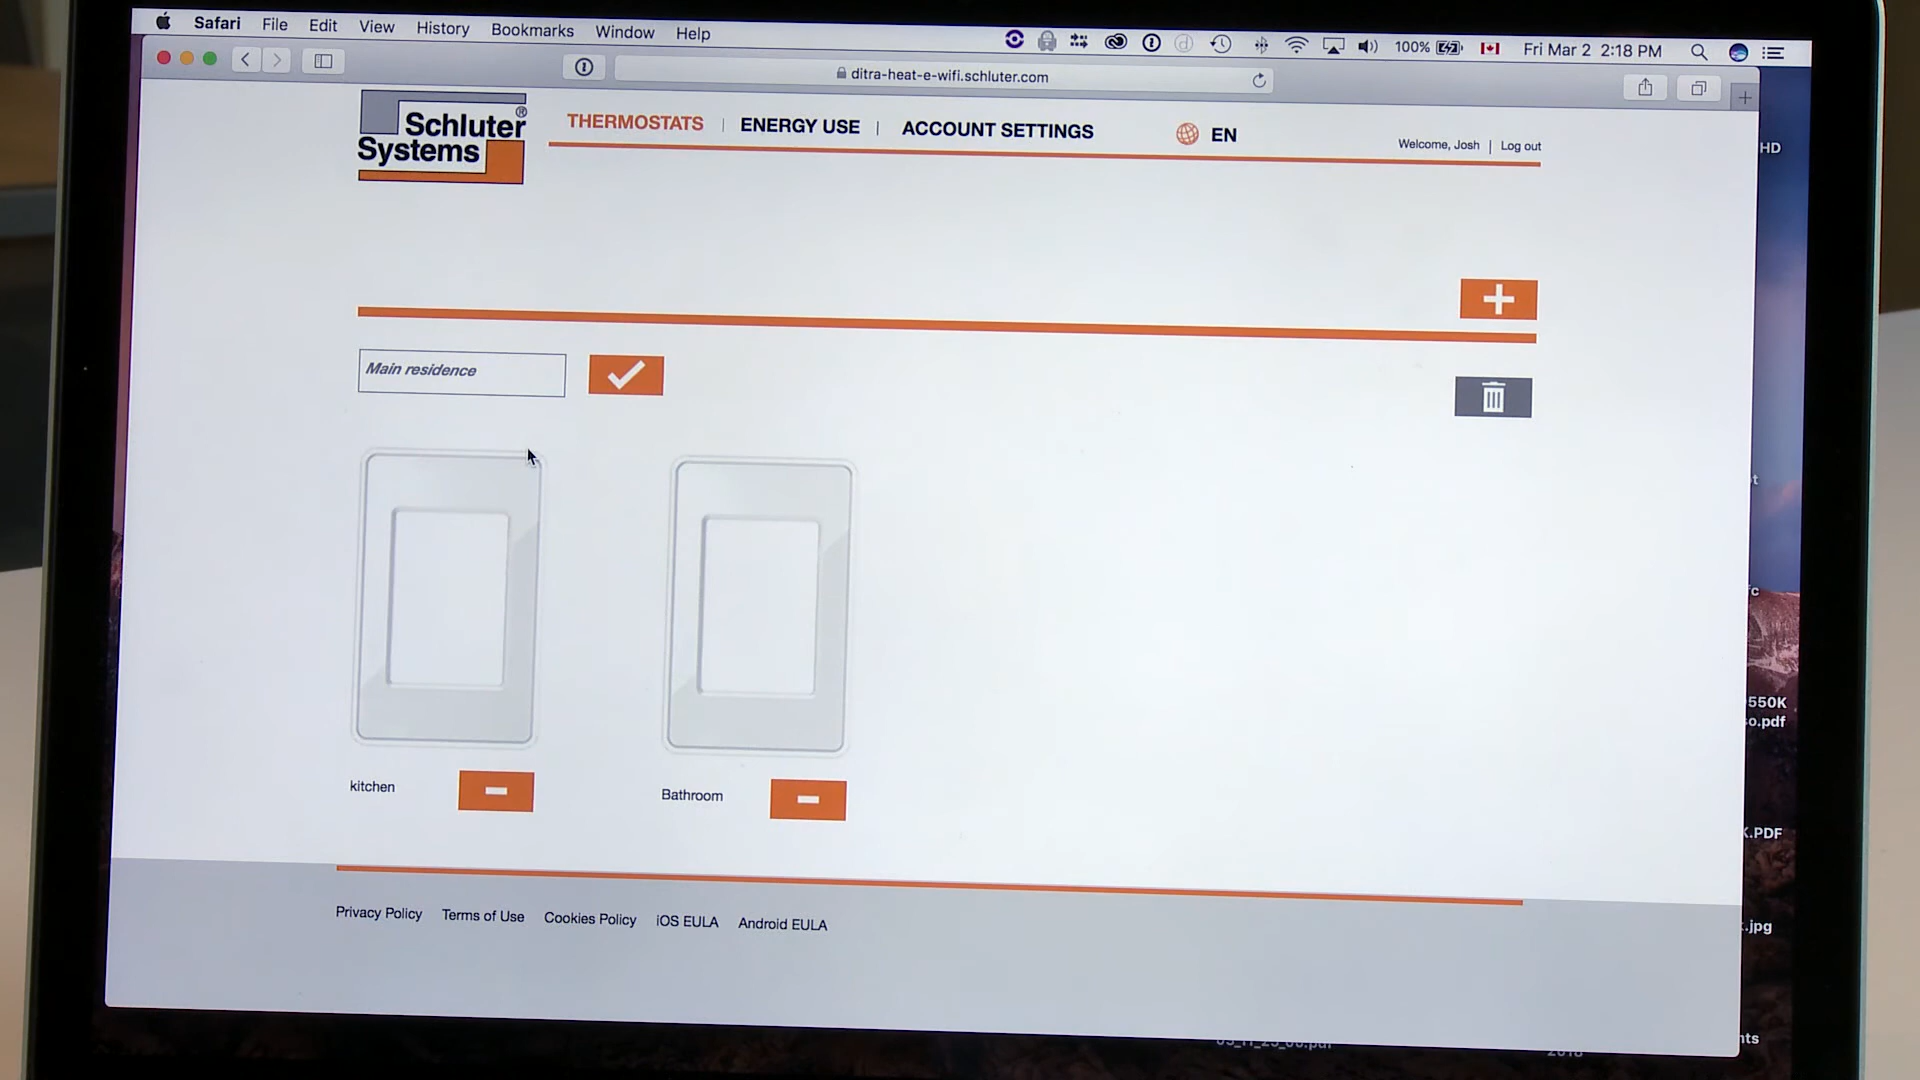 Safari File Edit View History Bookmarks Window Help 100% Fri Mar 2 2:18 PM
ditra-heat-e-wifi.schluter.com
Schluter®
Systems
THERMOSTATS | ENERGY USE | ACCOUNT SETTINGS EN
Welcome, Josh | Log out
HD
Main residence
kitchen
Bathroom
550K
o.pdf
K.PDF
.jpg
nts
Privacy Policy Terms of Use Cookies Policy iOS EULA Android EULA